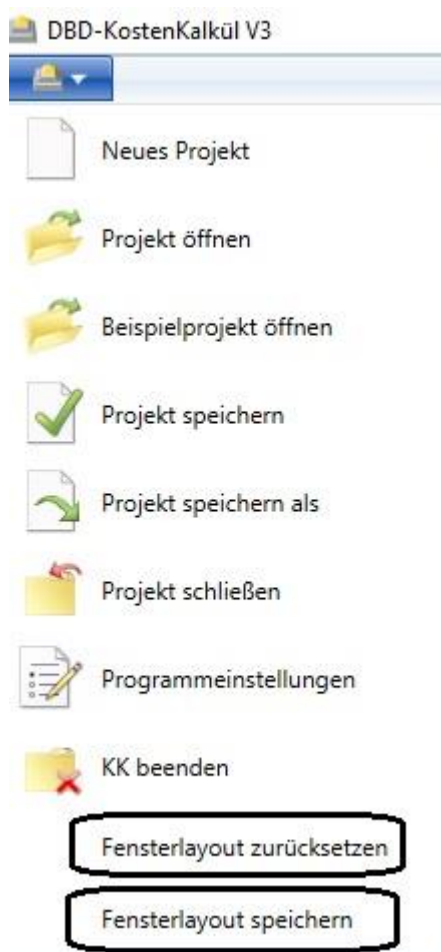 DBD-KostenKalkül V3
Neues Projekt
Projekt öffnen
Beispielprojekt öffnen
Projekt speichern
Projekt speichern als
Projekt schließen
Programmeinstellungen
KK beenden
Fensterlayout zurücksetzen
Fensterlayout speichern